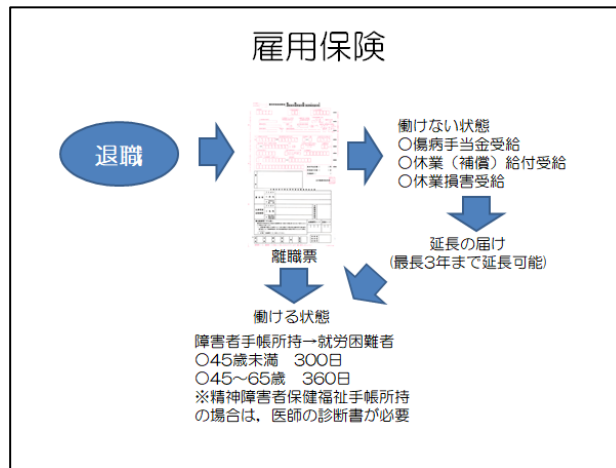 雇用保険
退職
離職票
働けない状態
○傷病手当金受給
○休業（補償）給付受給
○休業損害受給
延長の届け
(最長3年まで延長可能)
働ける状態
障害者手帳所持→就労困難者
○45歳未満　300日
○45～65歳　360日
※精神障害者保健福祉手帳所持
の場合は，医師の診断書が必要